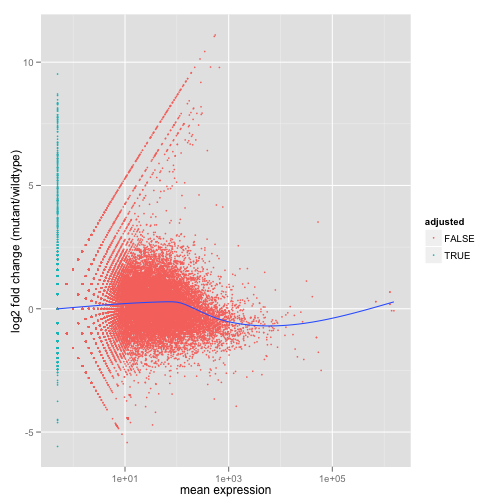 10
5
0
-5
1e+01
1e+03
1e+05
mean expression
log2 fold change (mutant/wildtype)
adjusted
FALSE
TRUE